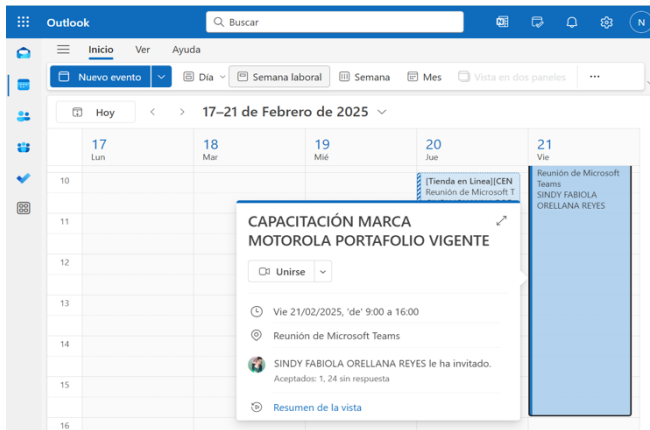 Outlook
Buscar
N
Inicio Ver Ayuda
Nuevo evento Día Semana laboral Semana Mes Vista en dos paneles ...
Hoy 17–21 de Febrero de 2025
17 18 19 20 21
Lun Mar Mié Jue Vie
10
[Tienda en Linea][CEN
Reunión de Microsoft T
Reunión de Microsoft
Teams
SINDY FABIOLA
ORELLANA REYES
11
12
13
14
15
16
CAPACITACIÓN MARCA
MOTOROLA PORTAFOLIO VIGENTE
Unirse
Vie 21/02/2025, 'de' 9:00 a 16:00
Reunión de Microsoft Teams
SINDY FABIOLA ORELLANA REYES le ha invitado.
Aceptados: 1, 24 sin respuesta
Resumen de la vista